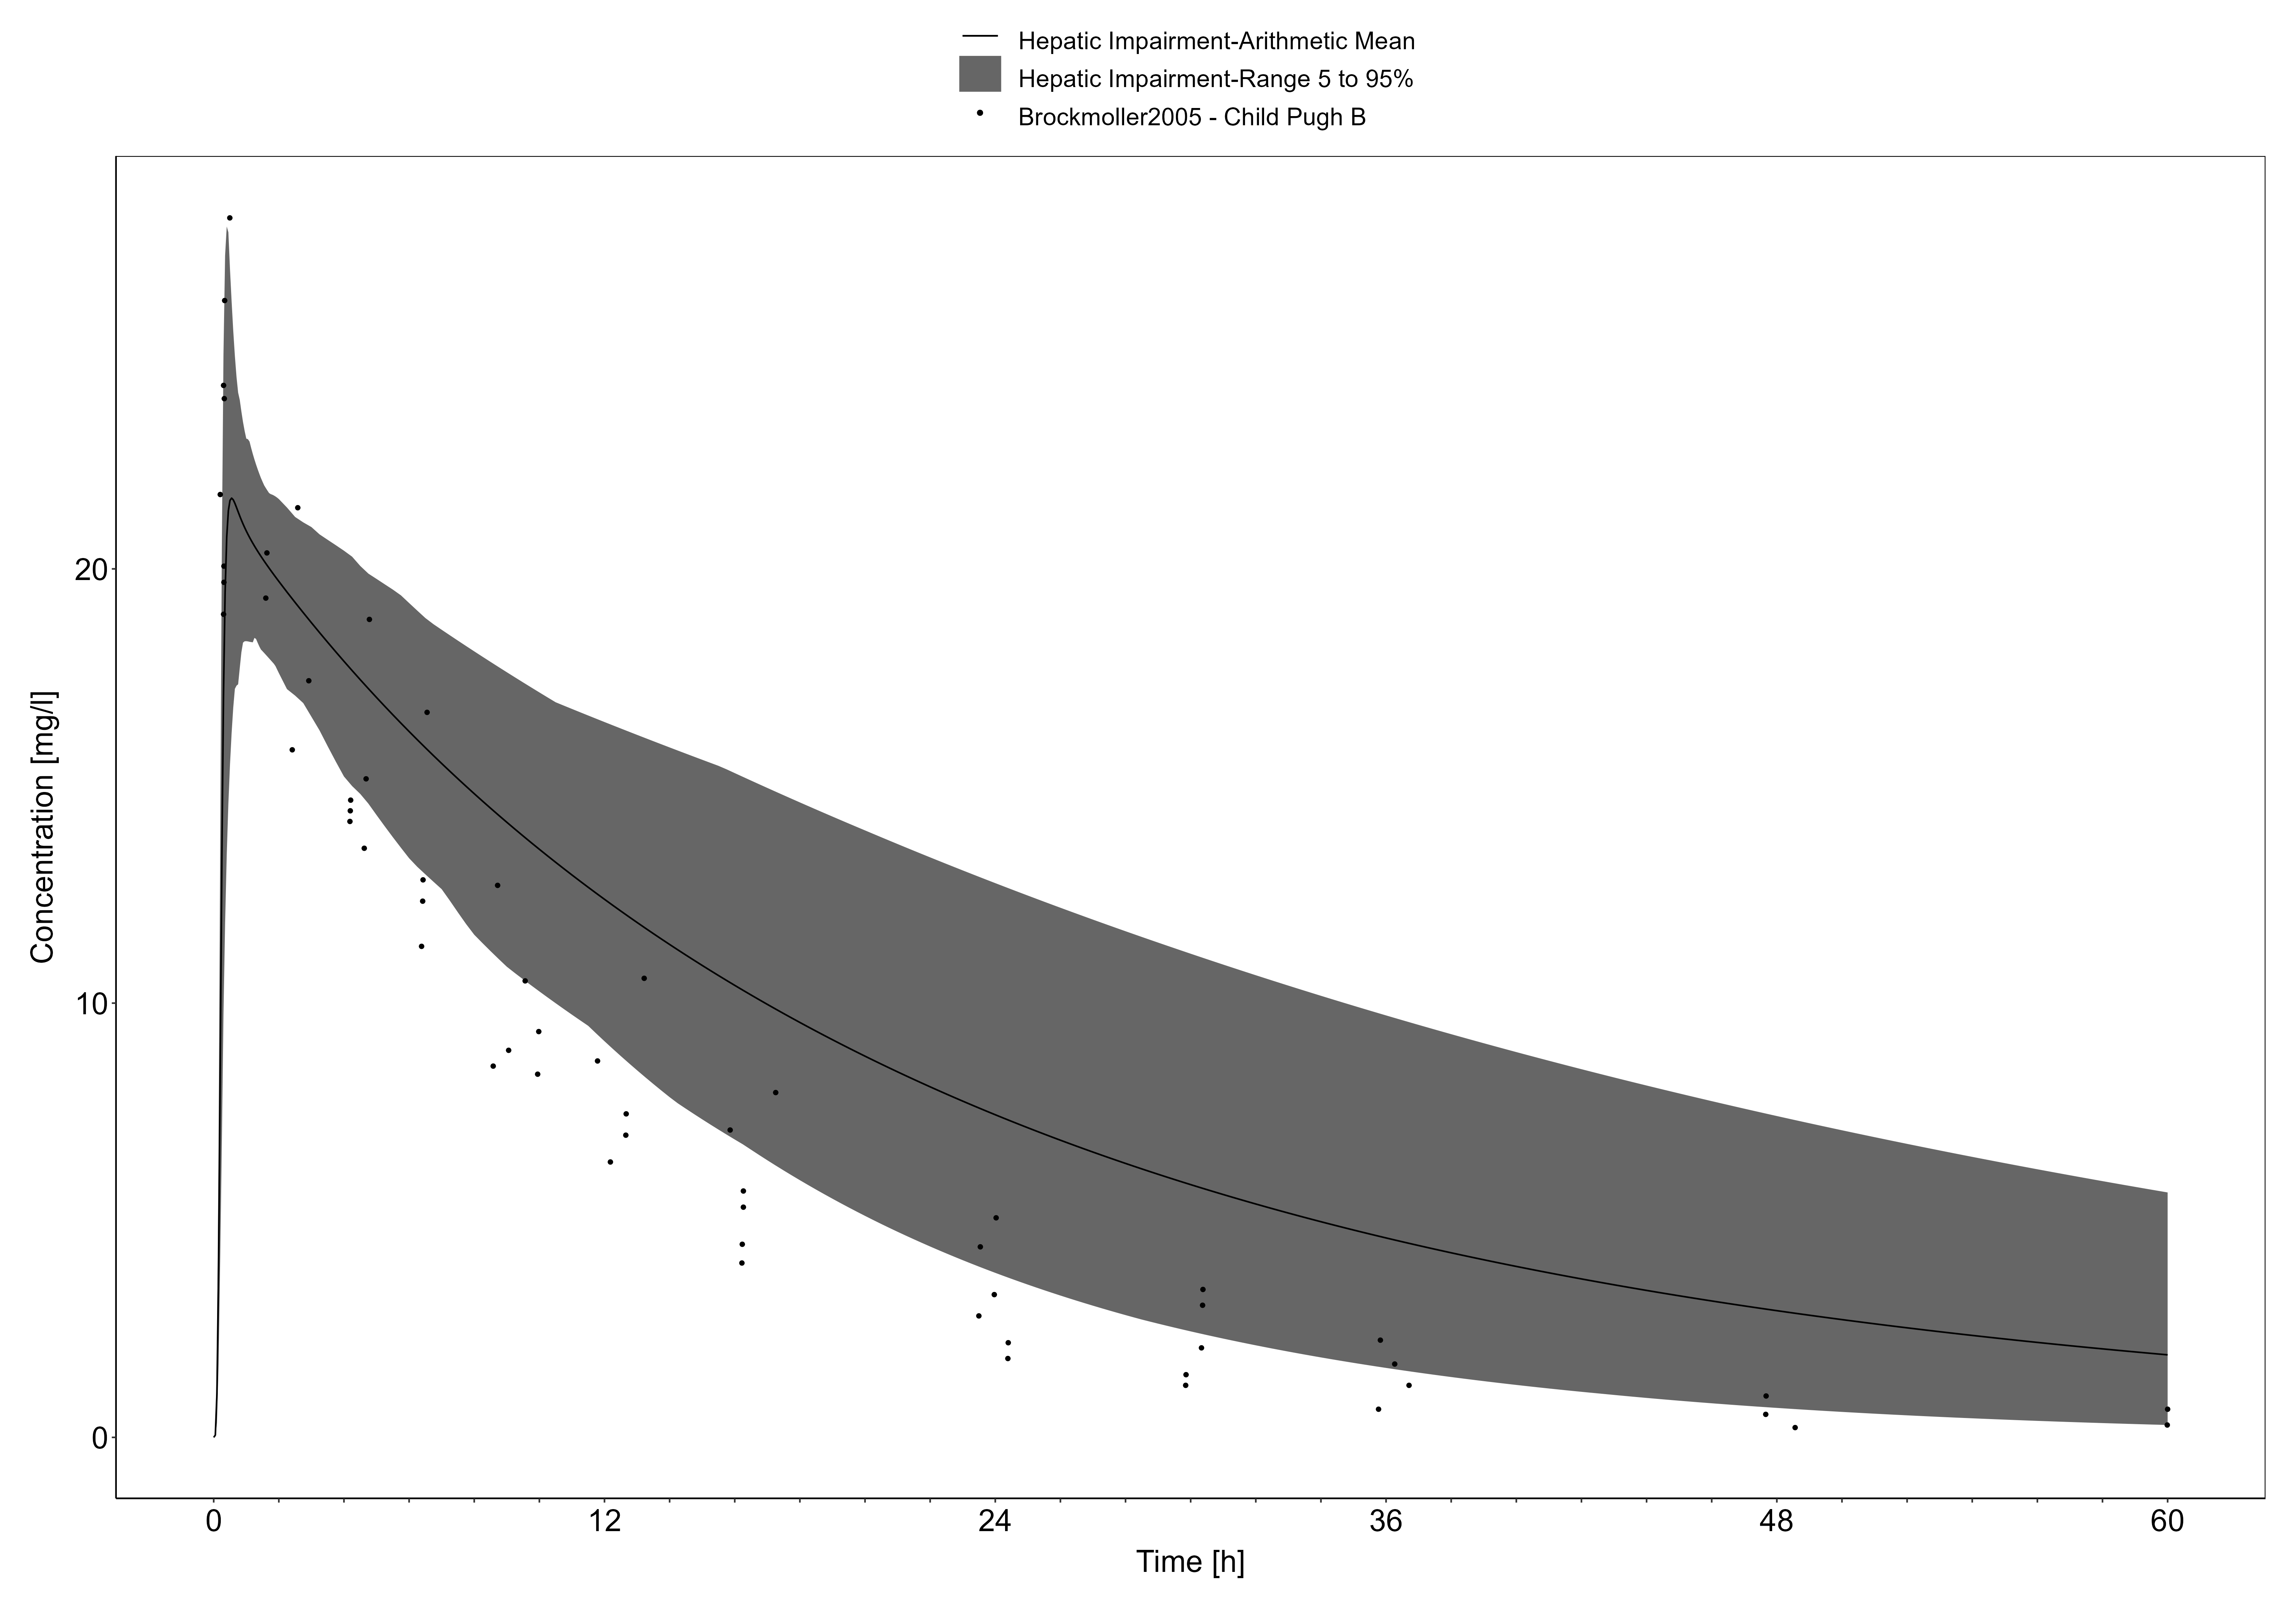 Hepatic Impairment-Arithmetic Mean
Hepatic Impairment-Range 5 to 95%
Brockmoller2005 - Child Pugh B
Concentration [mg/l]
20
10
0
0 12 24 36 48 60
Time [h]